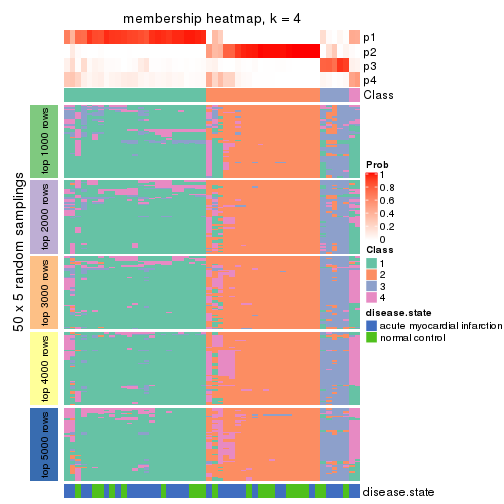 membership heatmap, k = 4
p1
p2
p3
p4
Class
50 x 5 random samplings
top 1000 rows
top 2000 rows
top 3000 rows
top 4000 rows
top 5000 rows
disease.state
Prob
1
0.8
0.6
0.4
0.2
0
Class
1
2
3
4
disease.state
acute myocardial infarction
normal control